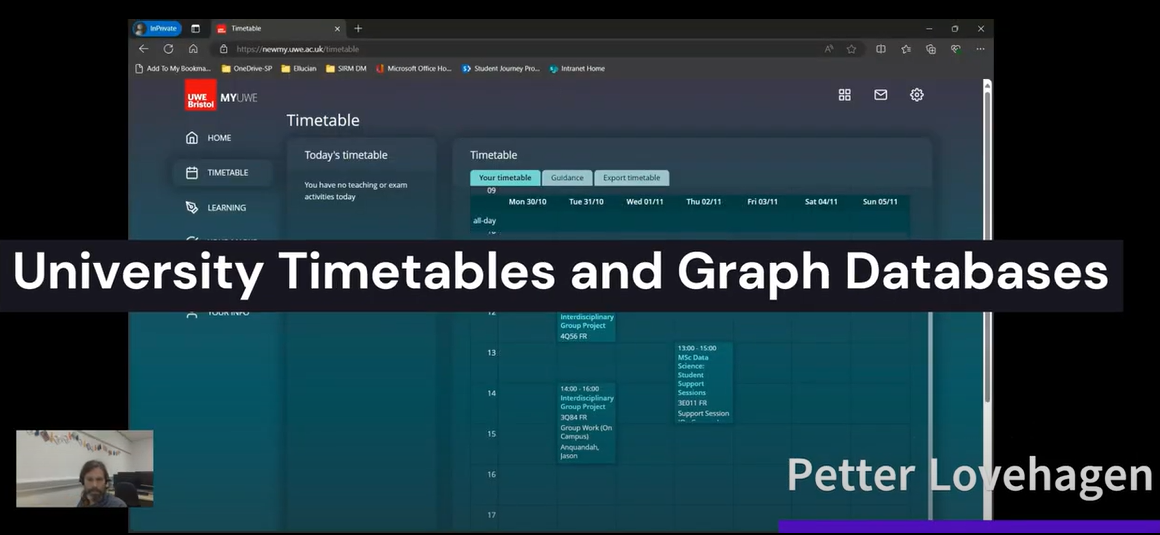 InPrivate
Timetable
https://newmy.uwe.ac.uk/timetable
Add To My Bookma...
OneDrive-SP
Ellucian
SIRM DM
Microsoft Office Ho...
Student Journey Pro...
Intranet Home
UWE
Bristol
MYUWE
Timetable
HOME
TIMETABLE
LEARNING
Today's timetable
You have no teaching or exam
activities today
Timetable
Your timetable
Guidance
Export timetable
09
Mon 30/10
Tue 31/10
Wed 01/11
Thu 02/11
Fri 03/11
Sat 04/11
Sun 05/11
all-day
University Timetables and Graph Databases
YOUR INFO
12
Interdisciplinary
Group Project
4Q56 FR
13
13:00 - 15:00
MSc Data
Science:
Student
Support
Sessions
3E011 FR
Support Session
14
14:00 - 16:00
Interdisciplinary
Group Project
3Q84 FR
Group Work (On
Campus)
Anquandah,
Jason
15
16
17
Petter Lovehagen